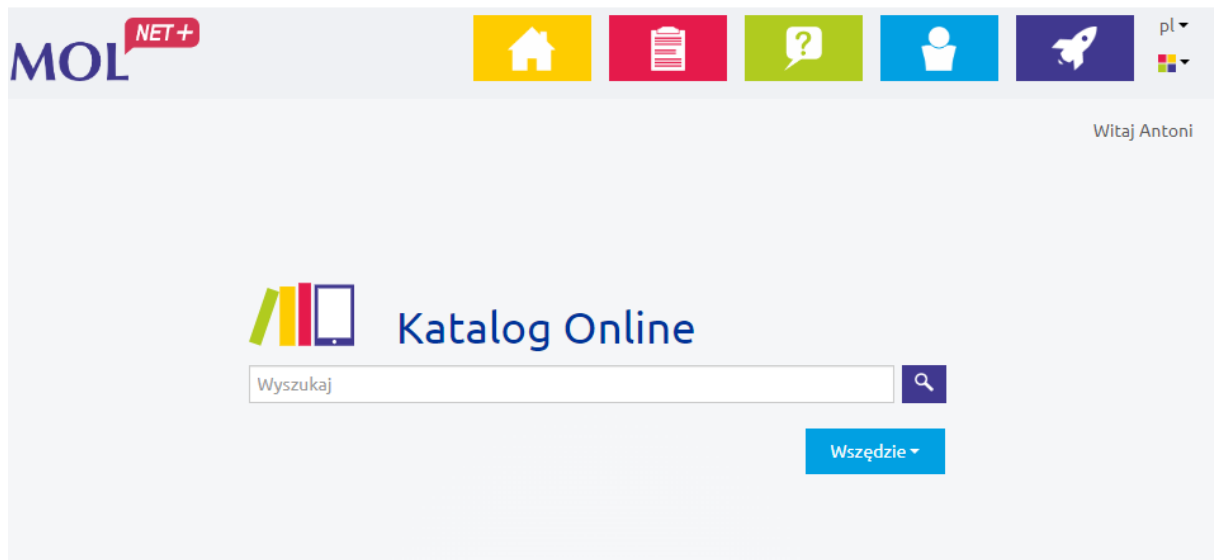 MOL NET+
pl
Witaj Antoni
Katalog Online
Wyszukaj
Wszędzie